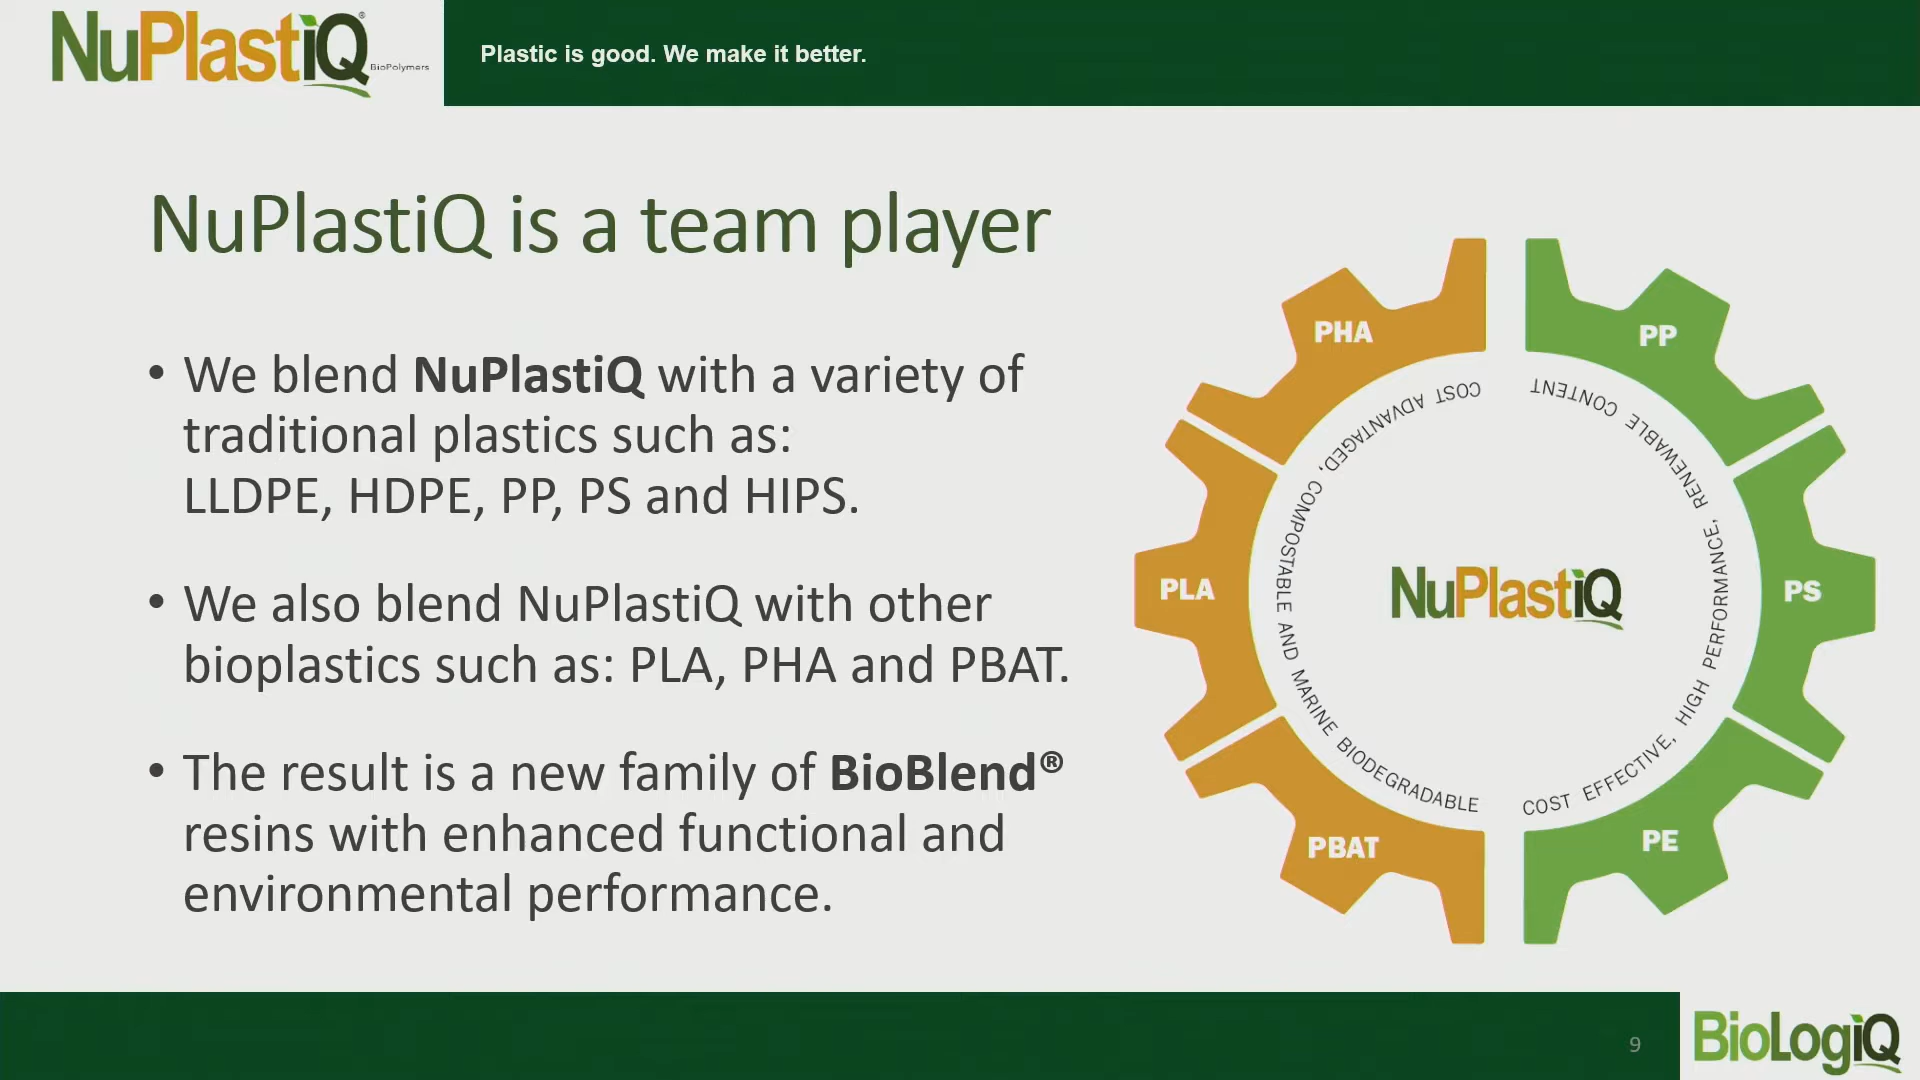 NuPlastiQ®
BioPolymers
Plastic is good. We make it better.
NuPlastiQ is a team player
• We blend NuPlastiQ with a variety of
traditional plastics such as:
LLDPE, HDPE, PP, PS and HIPS.
• We also blend NuPlastiQ with other
bioplastics such as: PLA, PHA and PBAT.
• The result is a new family of BioBlend®
resins with enhanced functional and
environmental performance.
PHA
PP
PLA
PS
PBAT
PE
COST ADVANTAGED, COMPOSTABLE AND MARINE BIODEGRADABLE
COST EFFECTIVE, HIGH PERFORMANCE, RENEWABLE CONTENT
NuPlastiQ
9
BioLogiQ